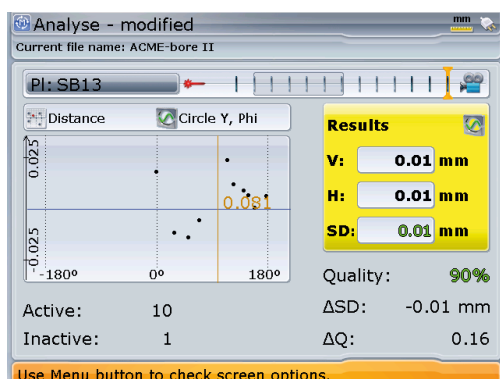 Analyse - modified
mm
Current file name: ACME-bore II
Pl: SB13
Distance
Circle Y, Phi
0.025
-0.025
0.081
-180º
0º
180º
Results
V: 0.01 mm
H: 0.01 mm
SD: 0.01 mm
Quality: 90%
Active: 10
ΔSD: -0.01 mm
Inactive: 1
ΔQ: 0.16
Use Menu button to check screen options.